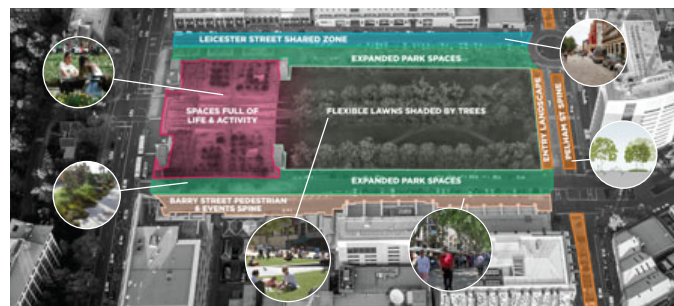 LEICESTER STREET SHARED ZONE
EXPANDED PARK SPACES
SPACES FULL OF
LIFE & ACTIVITY
FLEXIBLE LAWNS SHADED BY TREES
ENTRY LANDSCAPE
PELHAM ST SPINE
EXPANDED PARK SPACES
BARRY STREET PEDESTRIAN
& EVENTS SPINE